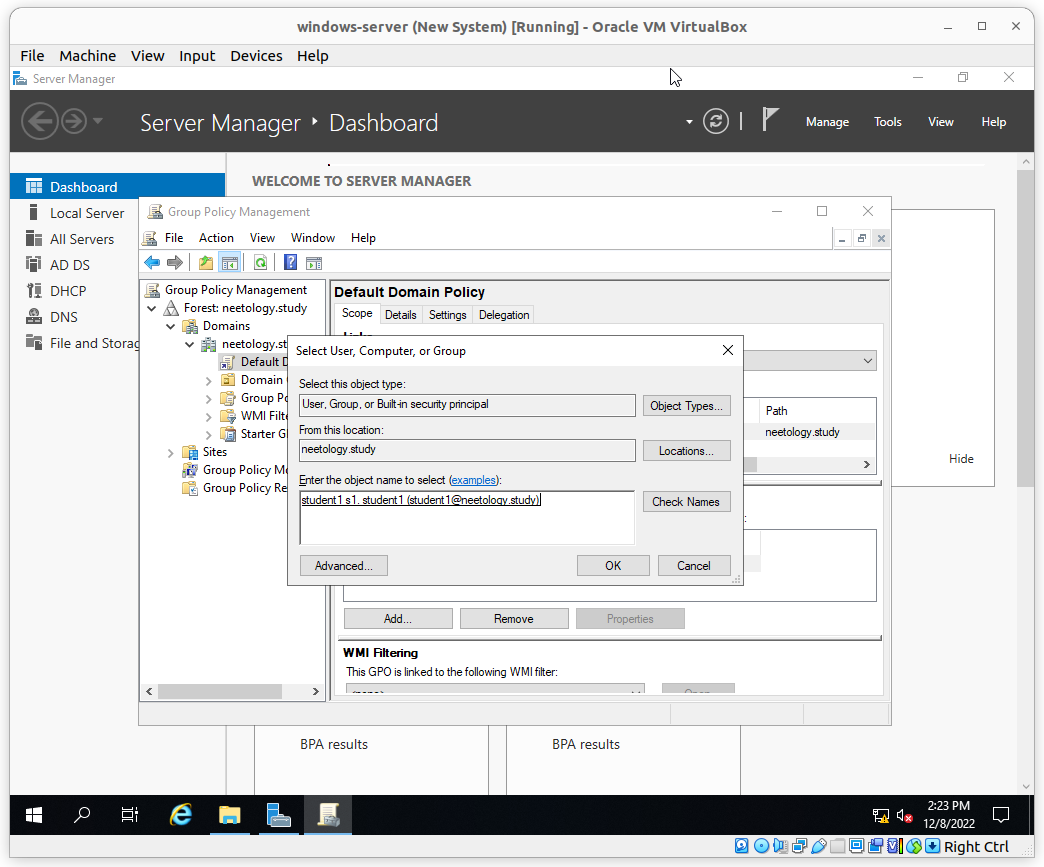 windows-server (New System) [Running] - Oracle VM VirtualBox
File Machine View Input Devices Help
Server Manager
Server Manager Dashboard
Manage Tools View Help
WELCOME TO SERVER MANAGER
Dashboard
Local Server
All Servers
AD DS
DHCP
DNS
File and Storag
Group Policy Management
File Action View Window Help
Group Policy Management
Forest: neetology.study
Domains
neetology.st
Default D
Domain
Group Po
WMI Filte
Starter G
Sites
Group Policy Mo
Group Policy Re
Default Domain Policy
Scope Details Settings Delegation
Path
neetology.study
Hide
Select User, Computer, or Group
Select this object type:
User, Group, or Built-in security principal
Object Types...
From this location:
neetology.study
Locations...
Enter the object name to select (examples):
student1 s1. student1 (student1@neetology.study)
Check Names
Advanced... OK Cancel
Add... Remove Properties
WMI Filtering
This GPO is linked to the following WMI filter:
BPA results BPA results
2:23 PM
12/8/2022
Right Ctrl